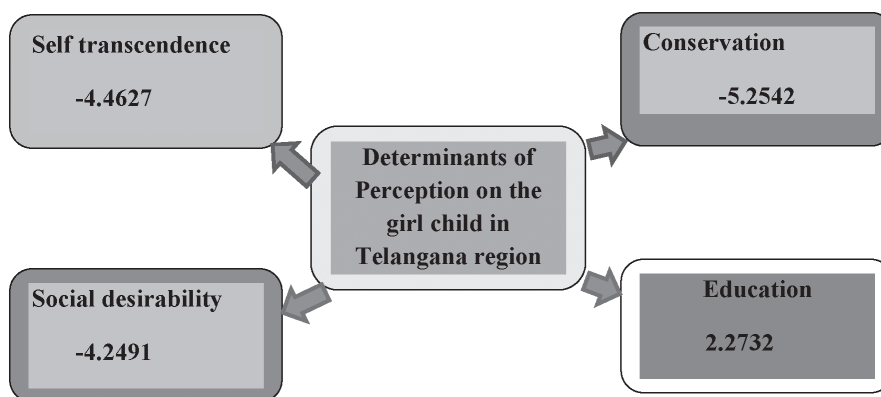 Self transcendence
-4.4627
Conservation
-5.2542
Determinants of
Perception on the
girl child in
Telangana region
Social desirability
-4.2491
Education
2.2732